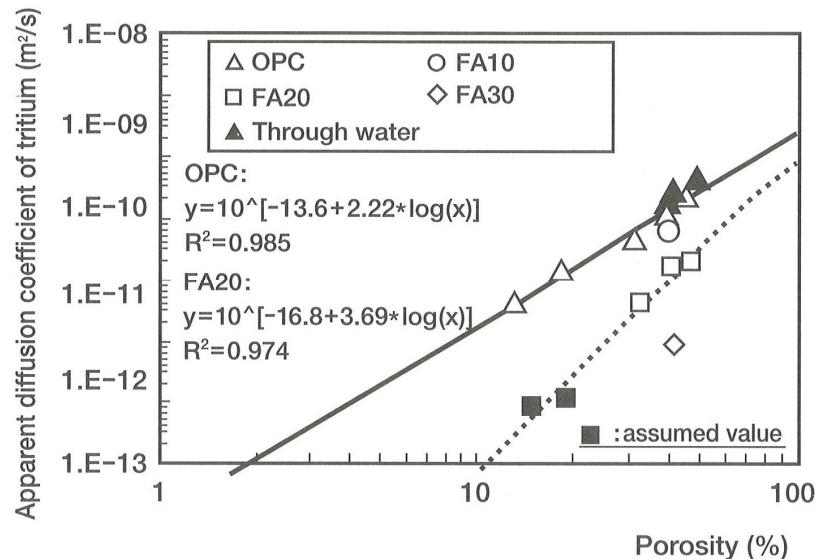 Apparent diffusion coefficient of tritium (m²/s)
1.E−08
1.E−09
1.E−10
1.E−11
1.E−12
1.E−13
OPC
FA10
FA20
FA30
Through water
OPC:
y=10^[-13.6+2.22*log(x)]
R²=0.985
FA20:
y=10^[-16.8+3.69*log(x)]
R²=0.974
:assumed value
1
10
100
Porosity (%)